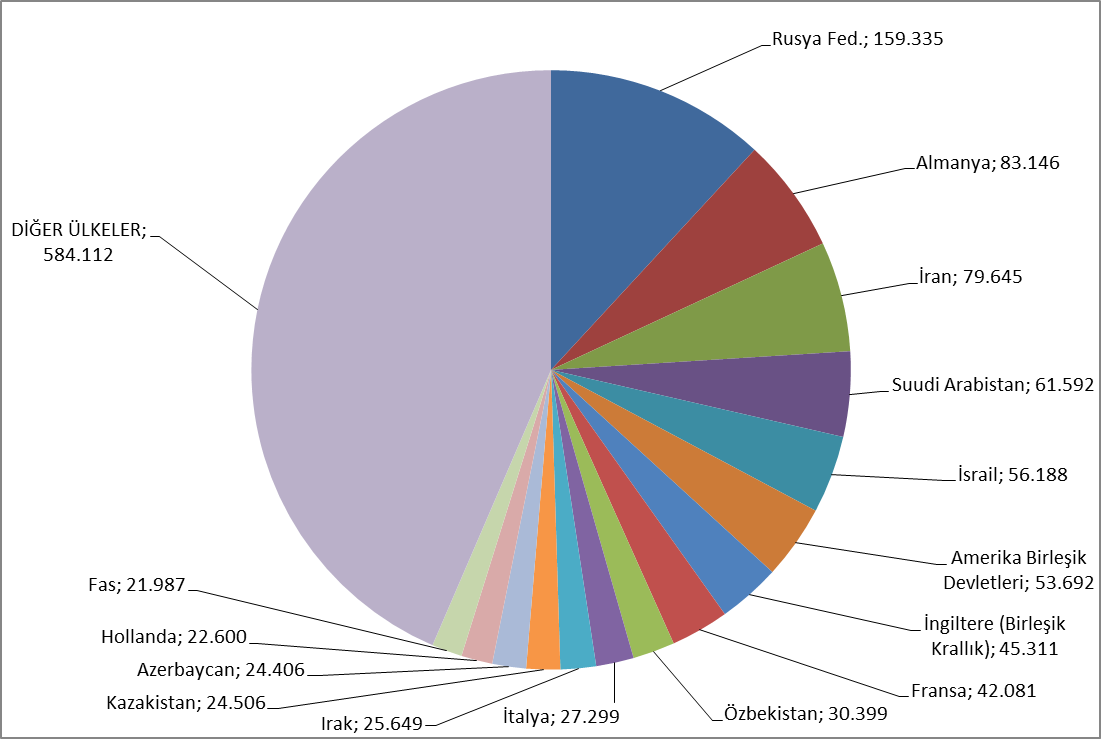 Rusya Fed.; 159.335
Almanya; 83.146
İran; 79.645
Suudi Arabistan; 61.592
İsrail; 56.188
Amerika Birleşik
Devletleri; 53.692
İngiltere (Birleşik
Krallık); 45.311
Fransa; 42.081
Özbekistan; 30.399
İtalya; 27.299
Irak; 25.649
Kazakistan; 24.506
Azerbaycan; 24.406
Hollanda; 22.600
Fas; 21.987
DİĞER ÜLKELER;
584.112